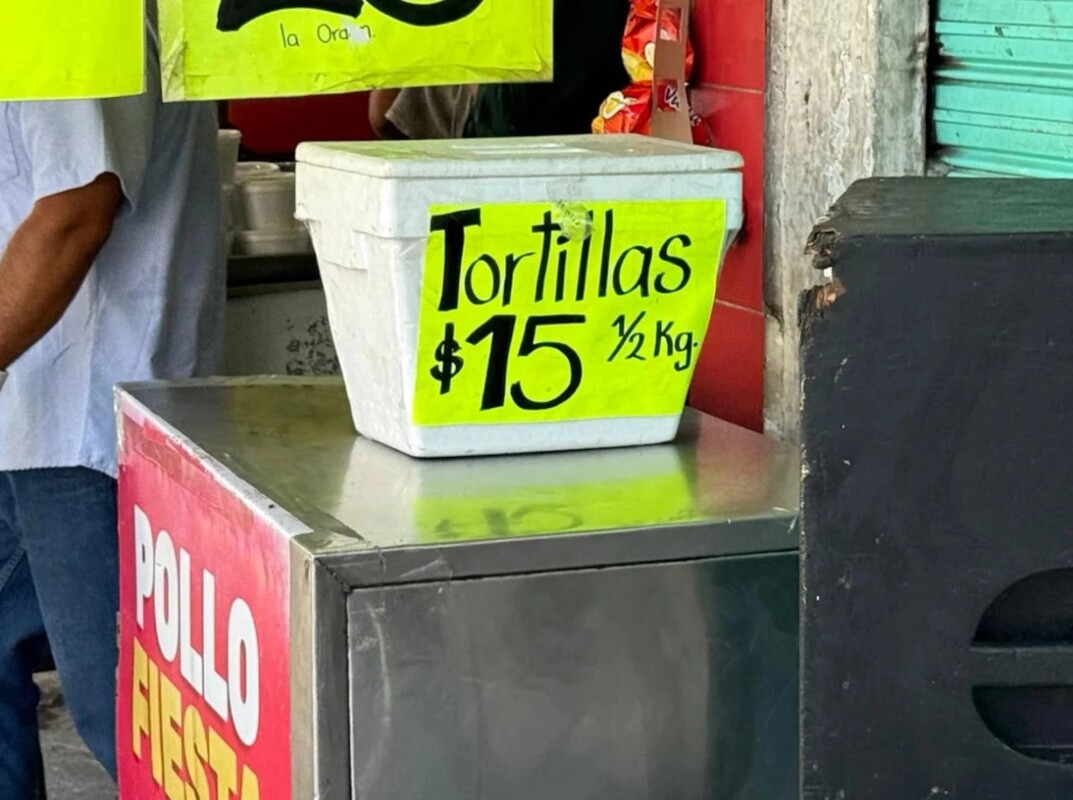 la Orden.
Tortillas
$15 ½ Kg.
POLLO
FIESTA